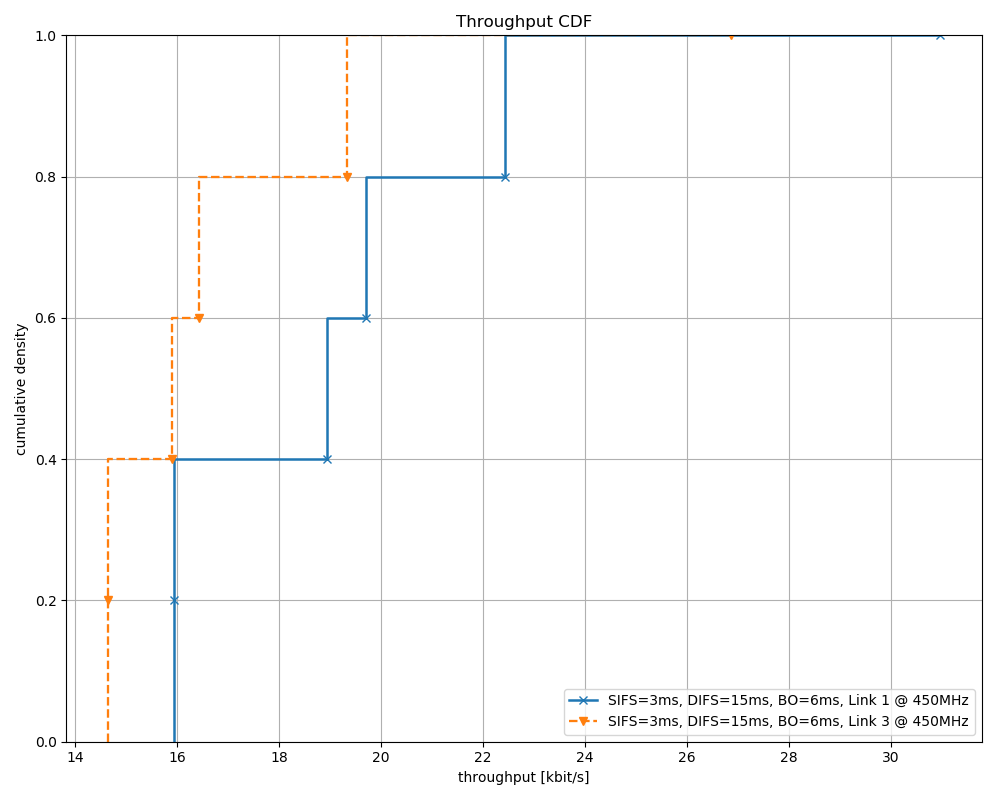 Throughput CDF
1.0
0.8
0.6
0.4
0.2
0.0
cumulative density
14 16 18 20 22 24 26 28 30
throughput [kbit/s]
SIFS=3ms, DIFS=15ms, BO=6ms, Link 1 @ 450MHz
SIFS=3ms, DIFS=15ms, BO=6ms, Link 3 @ 450MHz